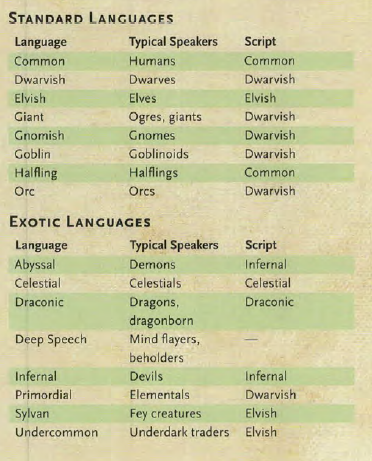 STANDARD LANGUAGES
Language Typical Speakers Script
Common Humans Common
Dwarvish Dwarves Dwarvish
Elvish Elves Elvish
Giant Ogres, giants Dwarvish
Gnomish Gnomes Dwarvish
Goblin Goblinoids Dwarvish
Halfling Halflings Common
Orc Orcs Dwarvish
EXOTIC LANGUAGES
Language Typical Speakers Script
Abyssal Demons Infernal
Celestial Celestials Celestial
Draconic Dragons, Draconic
dragonborn
Deep Speech Mind flayers, —
beholders
Infernal Devils Infernal
Primordial Elementals Dwarvish
Sylvan Fey creatures Elvish
Undercommon Underdark traders Elvish